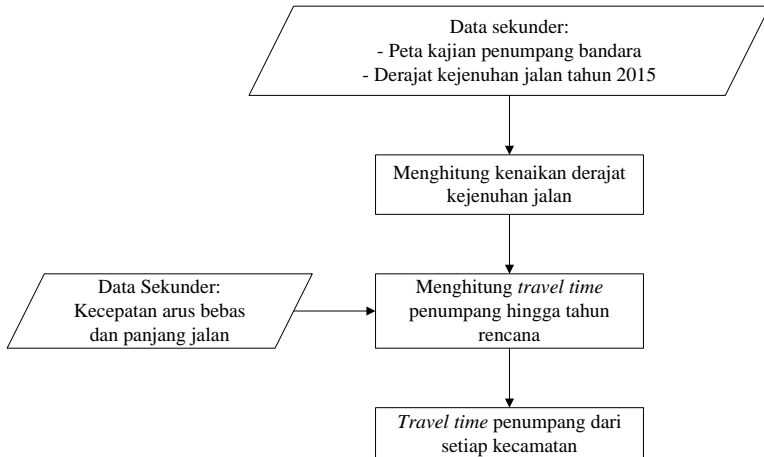 Data sekunder:
- Peta kajian penumpang bandara
- Derajat kejenuhan jalan tahun 2015
Menghitung kenaikan derajat
kejenuhan jalan
Data Sekunder:
Kecepatan arus bebas
dan panjang jalan
Menghitung travel time
penumpang hingga tahun
rencana
Travel time penumpang dari
setiap kecamatan